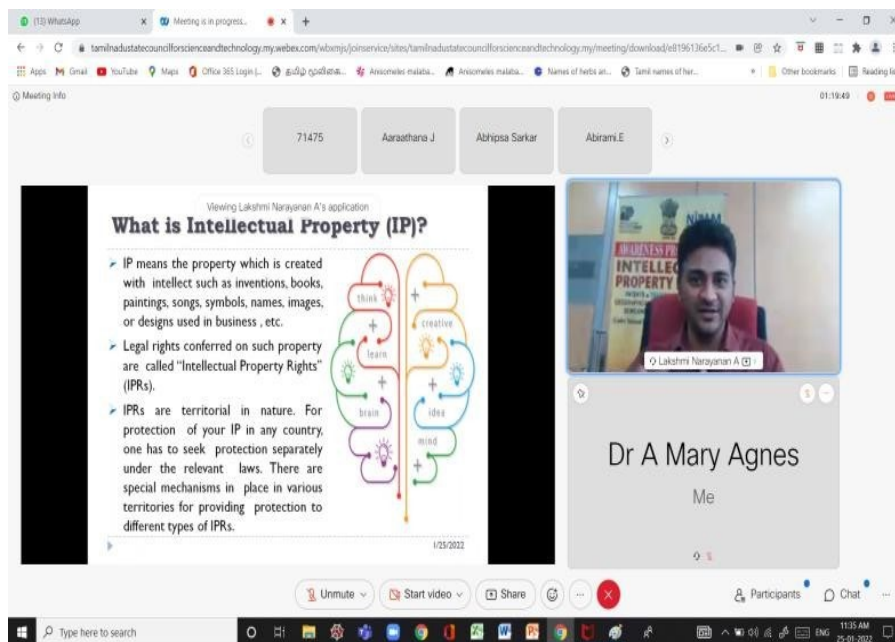 (13) WhatsApp
Meeting is in progress...
tamilnadustatecouncilforscienceandtechnology.my.webex.com/wbxmjs/joinservice/sites/tamilnadustatecouncilforscienceandtechnology.my/meeting/download/e8196136e5c1...
Apps
Gmail
YouTube
Maps
Office 365 Login |...
Anisomeles malaba...
Anisomeles malaba...
Names of herbs an...
Tamil names of her...
»
Other bookmarks
Reading list
Meeting Info
01:19:49
71475
Aaraathana J
Abhipsa Sarkar
Abirami.E
Viewing Lakshmi Narayanan A's application
What is Intellectual Property (IP)?
IP means the property which is created
with intellect such as inventions, books,
paintings, songs, symbols, names, images,
or designs used in business , etc.
Legal rights conferred on such property
are called "Intellectual Property Rights"
(IPRs).
IPRs are territorial in nature. For
protection of your IP in any country,
one has to seek protection separately
under the relevant laws. There are
special mechanisms in place in various
territories for providing protection to
different types of IPRs.
think
creative
learn
brain
idea
mind
1/25/2022
INTELLEC
PROPERTY
Lakshmi Narayanan A
Dr A Mary Agnes
Me
Unmute
Start video
Share
Participants
Chat
Type here to search
ENG
11:35 AM
25-01-2022